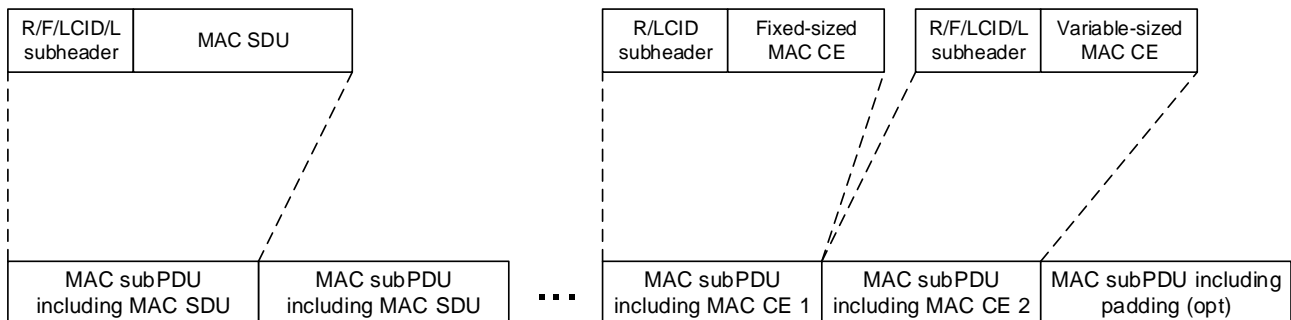 R/F/LCID/L
subheader
MAC SDU
R/LCID
subheader
Fixed-sized
MAC CE
R/F/LCID/L
subheader
Variable-sized
MAC CE
MAC subPDU
including MAC SDU
MAC subPDU
including MAC SDU
...
MAC subPDU
including MAC CE 1
MAC subPDU
including MAC CE 2
MAC subPDU including
padding (opt)